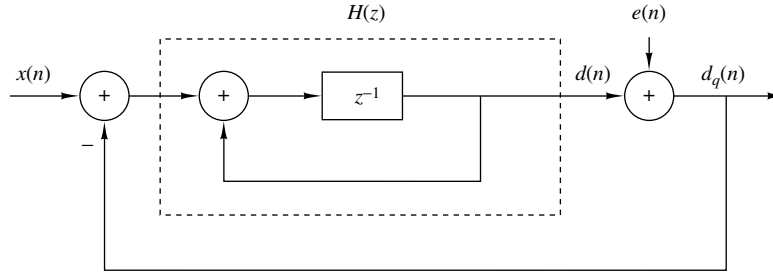 H(z)
e(n)
x(n)
+
+
z⁻¹
d(n)
+
d_q(n)
−